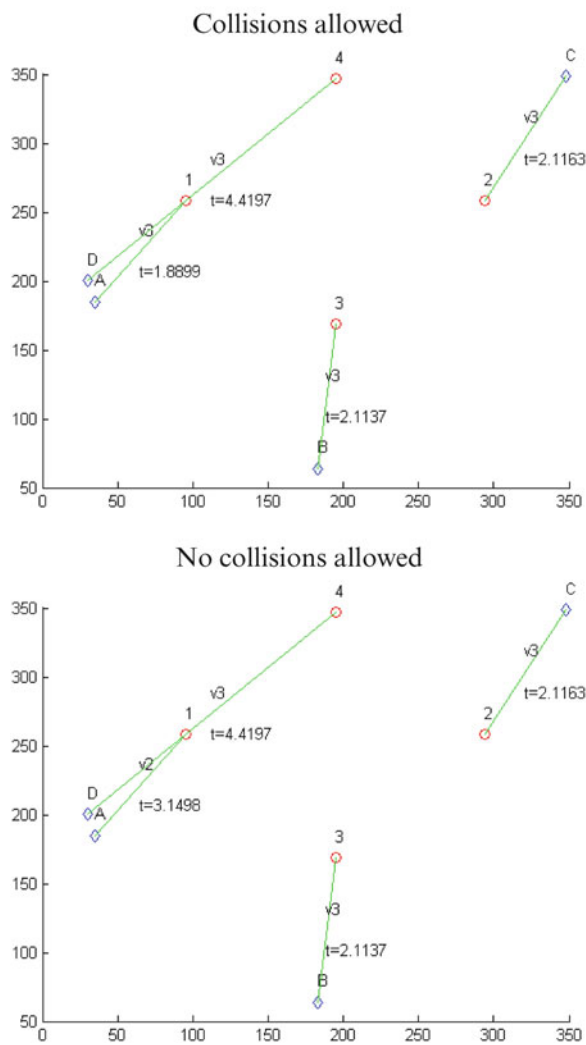 Collisions allowed
4
C
350
v3
300
v3
t=2.1163
1
2
t=4.4197
250
v3
D
A
t=1.8899
200
3
150
v3
100
t=2.1137
B
50
0 50 100 150 200 250 300 350
No collisions allowed
4
C
350
v3
300
v3
t=2.1163
1
2
t=4.4197
250
v2
D
A
t=3.1498
200
3
150
v3
100
t=2.1137
B
50
0 50 100 150 200 250 300 350